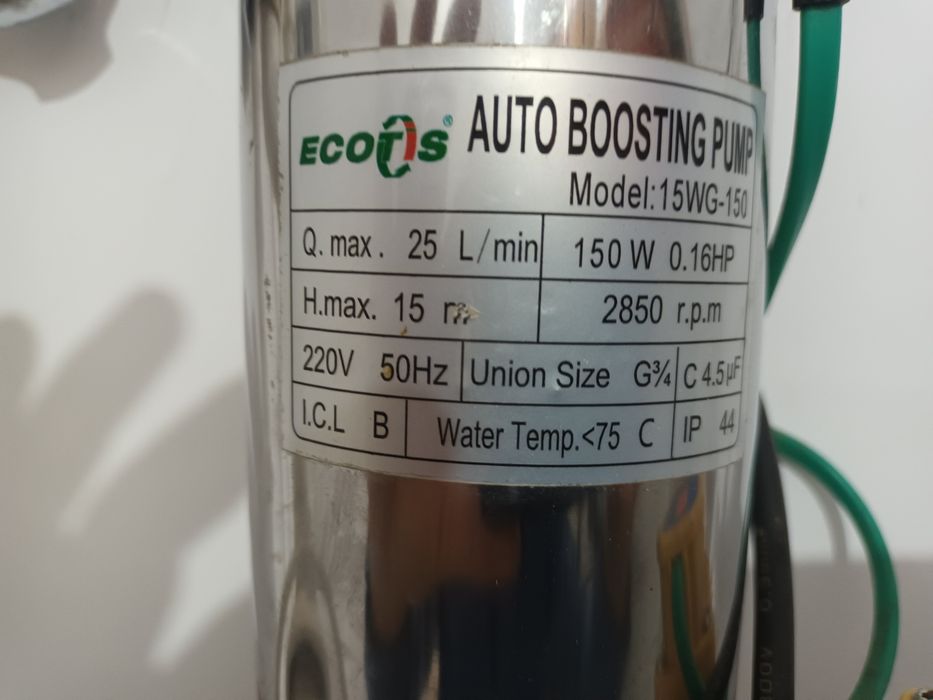 ECOTIS® AUTO BOOSTING PUMP
Model:15WG-150
Q. max. 25 L/min 150 W 0.16HP
H.max. 15 m 2850 r.p.m
220V 50Hz Union Size G¾ C 4.5µF
I.C.L B Water Temp.<75 C IP 44